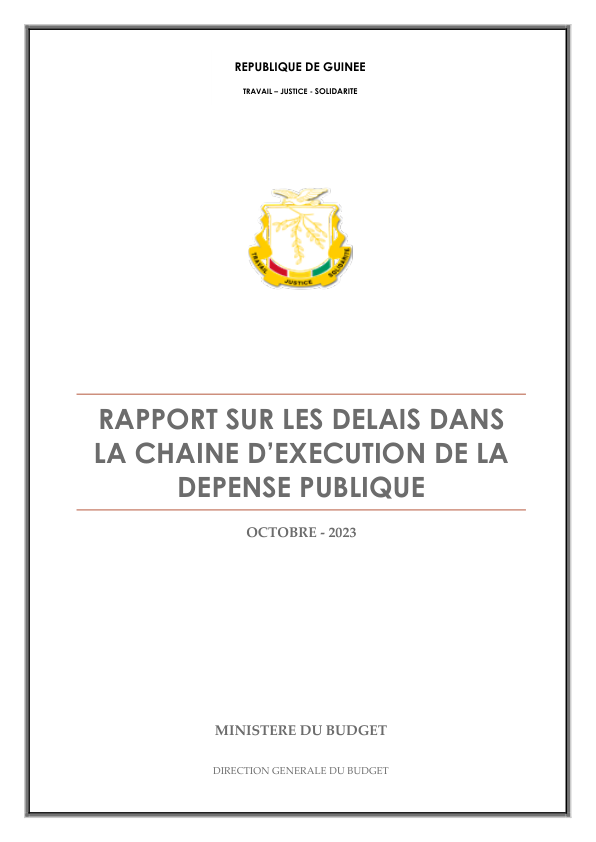 REPUBLIQUE DE GUINEE
TRAVAIL – JUSTICE - SOLIDARITE
TRAVAIL
JUSTICE
SOLIDARITE
RAPPORT SUR LES DELAIS DANS
LA CHAINE D’EXECUTION DE LA
DEPENSE PUBLIQUE
OCTOBRE - 2023
MINISTERE DU BUDGET
DIRECTION GENERALE DU BUDGET